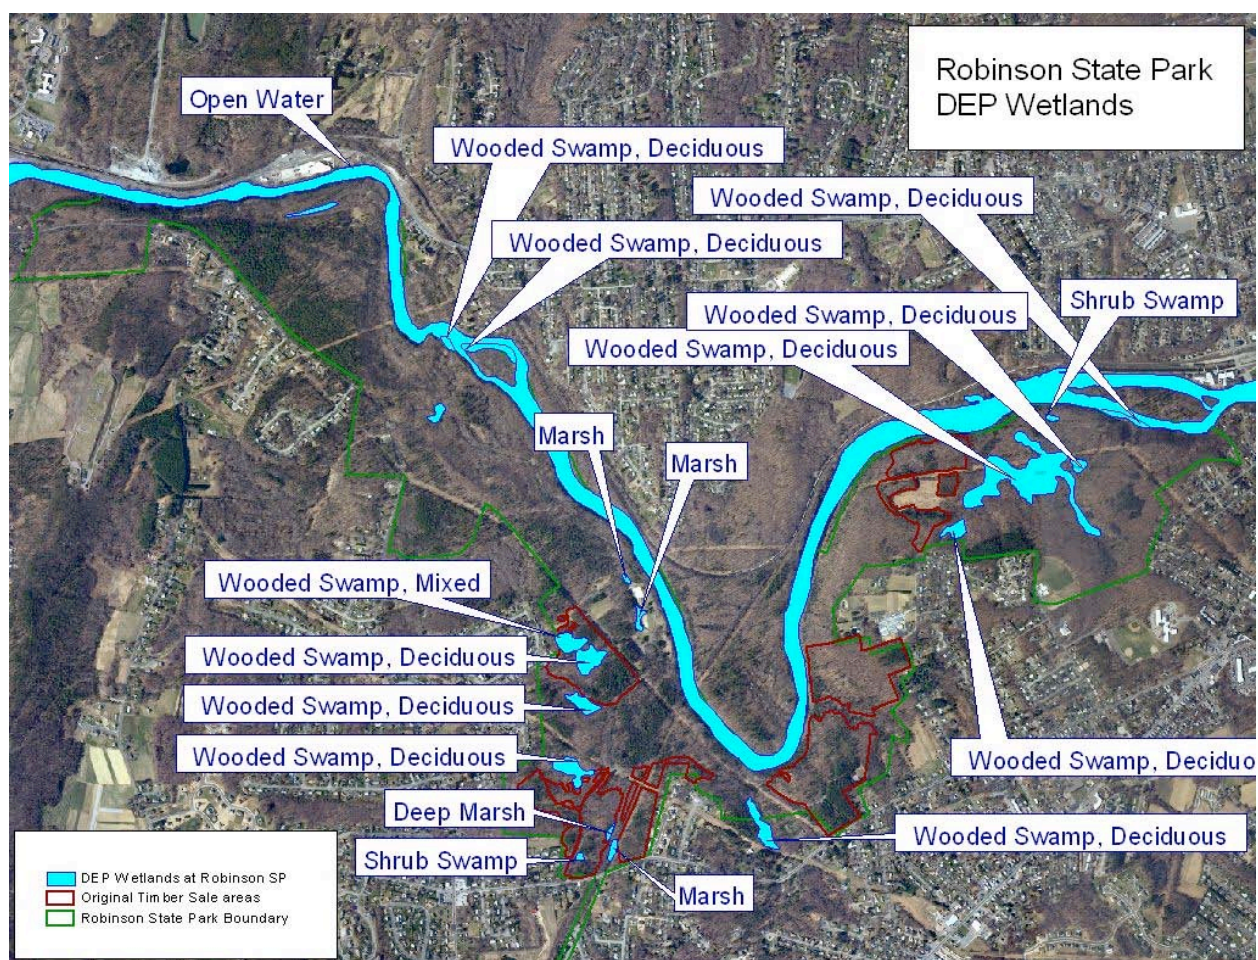 Robinson State Park
DEP Wetlands
Open Water
Wooded Swamp, Deciduous
Wooded Swamp, Deciduous
Wooded Swamp, Deciduous
Wooded Swamp, Deciduous
Shrub Swamp
Wooded Swamp, Deciduous
Marsh
Marsh
Wooded Swamp, Mixed
Wooded Swamp, Deciduous
Wooded Swamp, Deciduous
Wooded Swamp, Deciduous
Wooded Swamp, Deciduo
Deep Marsh
Wooded Swamp, Deciduous
Shrub Swamp
Marsh
DEP Wetlands at Robinson SP
Original Timber Sale areas
Robinson State Park Boundary